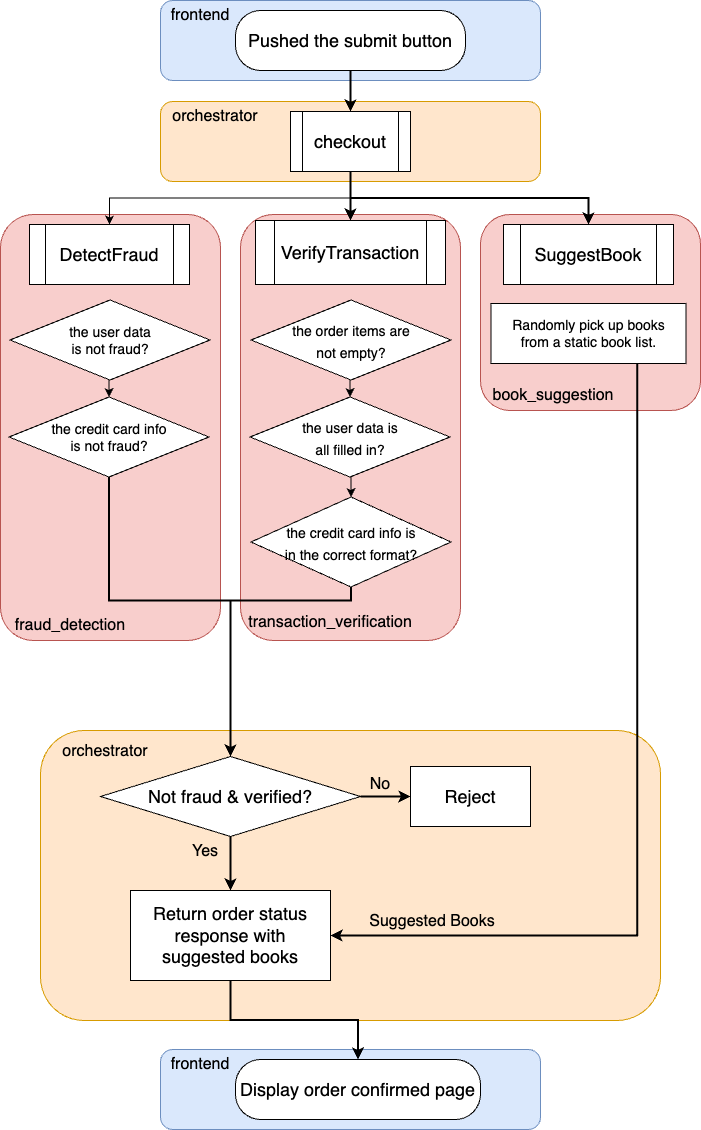 frontend
Pushed the submit button
orchestrator
checkout
DetectFraud
VerifyTransaction
SuggestBook
the user data
is not fraud?
the order items are
not empty?
Randomly pick up books
from a static book list.
book_suggestion
the credit card info
is not fraud?
the user data is
all filled in?
the credit card info is
in the correct format?
fraud_detection
transaction_verification
orchestrator
Not fraud & verified?
No
Reject
Yes
Return order status
response with
suggested books
Suggested Books
frontend
Display order confirmed page